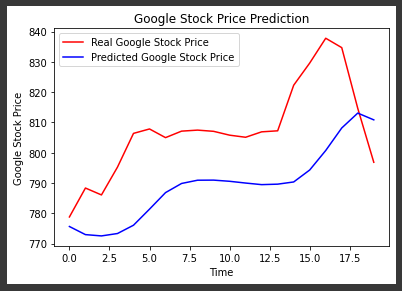 Google Stock Price Prediction
Real Google Stock Price
Predicted Google Stock Price
Google Stock Price
840
830
820
810
800
790
780
770
0.0 2.5 5.0 7.5 10.0 12.5 15.0 17.5
Time